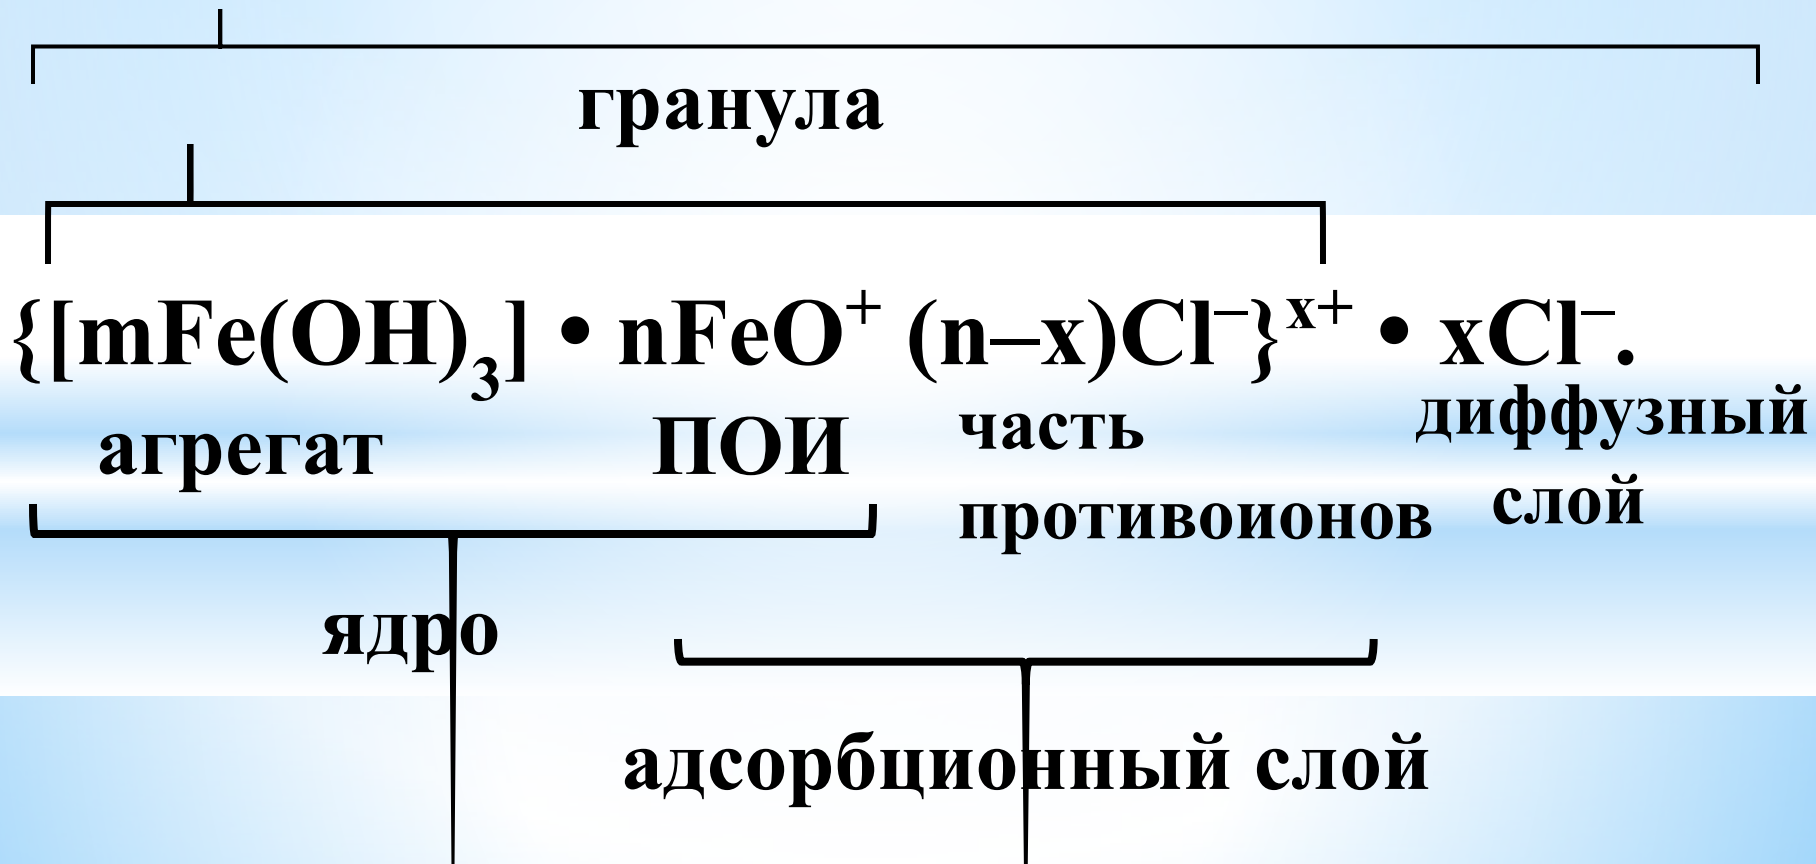 гранула
{[mFe(OH)₃] • nFeO⁺ (n–x)Cl⁻}ˣ⁺ • xCl⁻.
агрегат ПОИ часть противоионов диффузный слой
ядро
адсорбционный слой